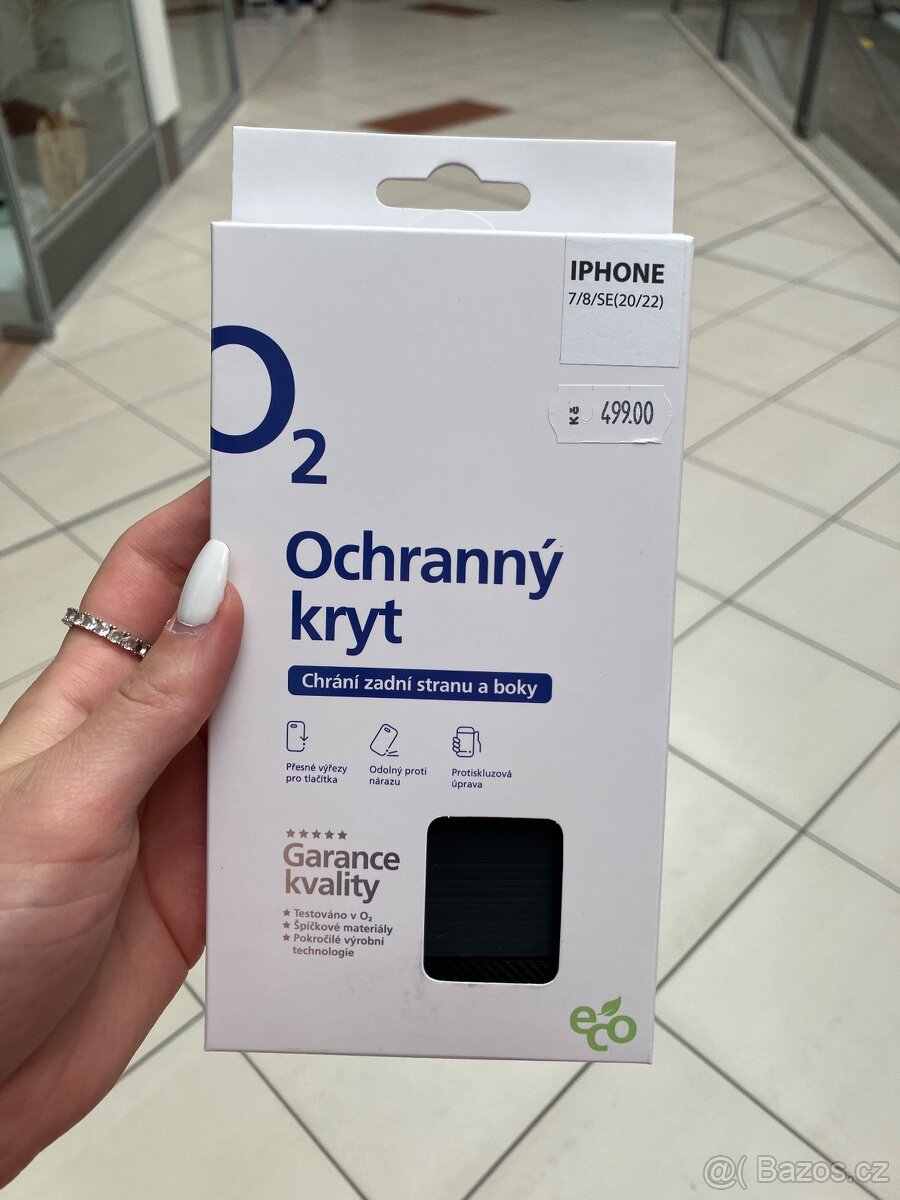 IPHONE
7/8/SE(20/22)
Kč 499.00
O2
Ochranný
kryt
Chrání zadní stranu a boky
Přesné výřezy
pro tlačítka
Odolný proti
nárazu
Protiskluzová
úprava
Garance
kvality
★ Testováno v O₂
★ Špičkové materiály
★ Pokročilé výrobní
technologie
eco
@( Bazos.cz